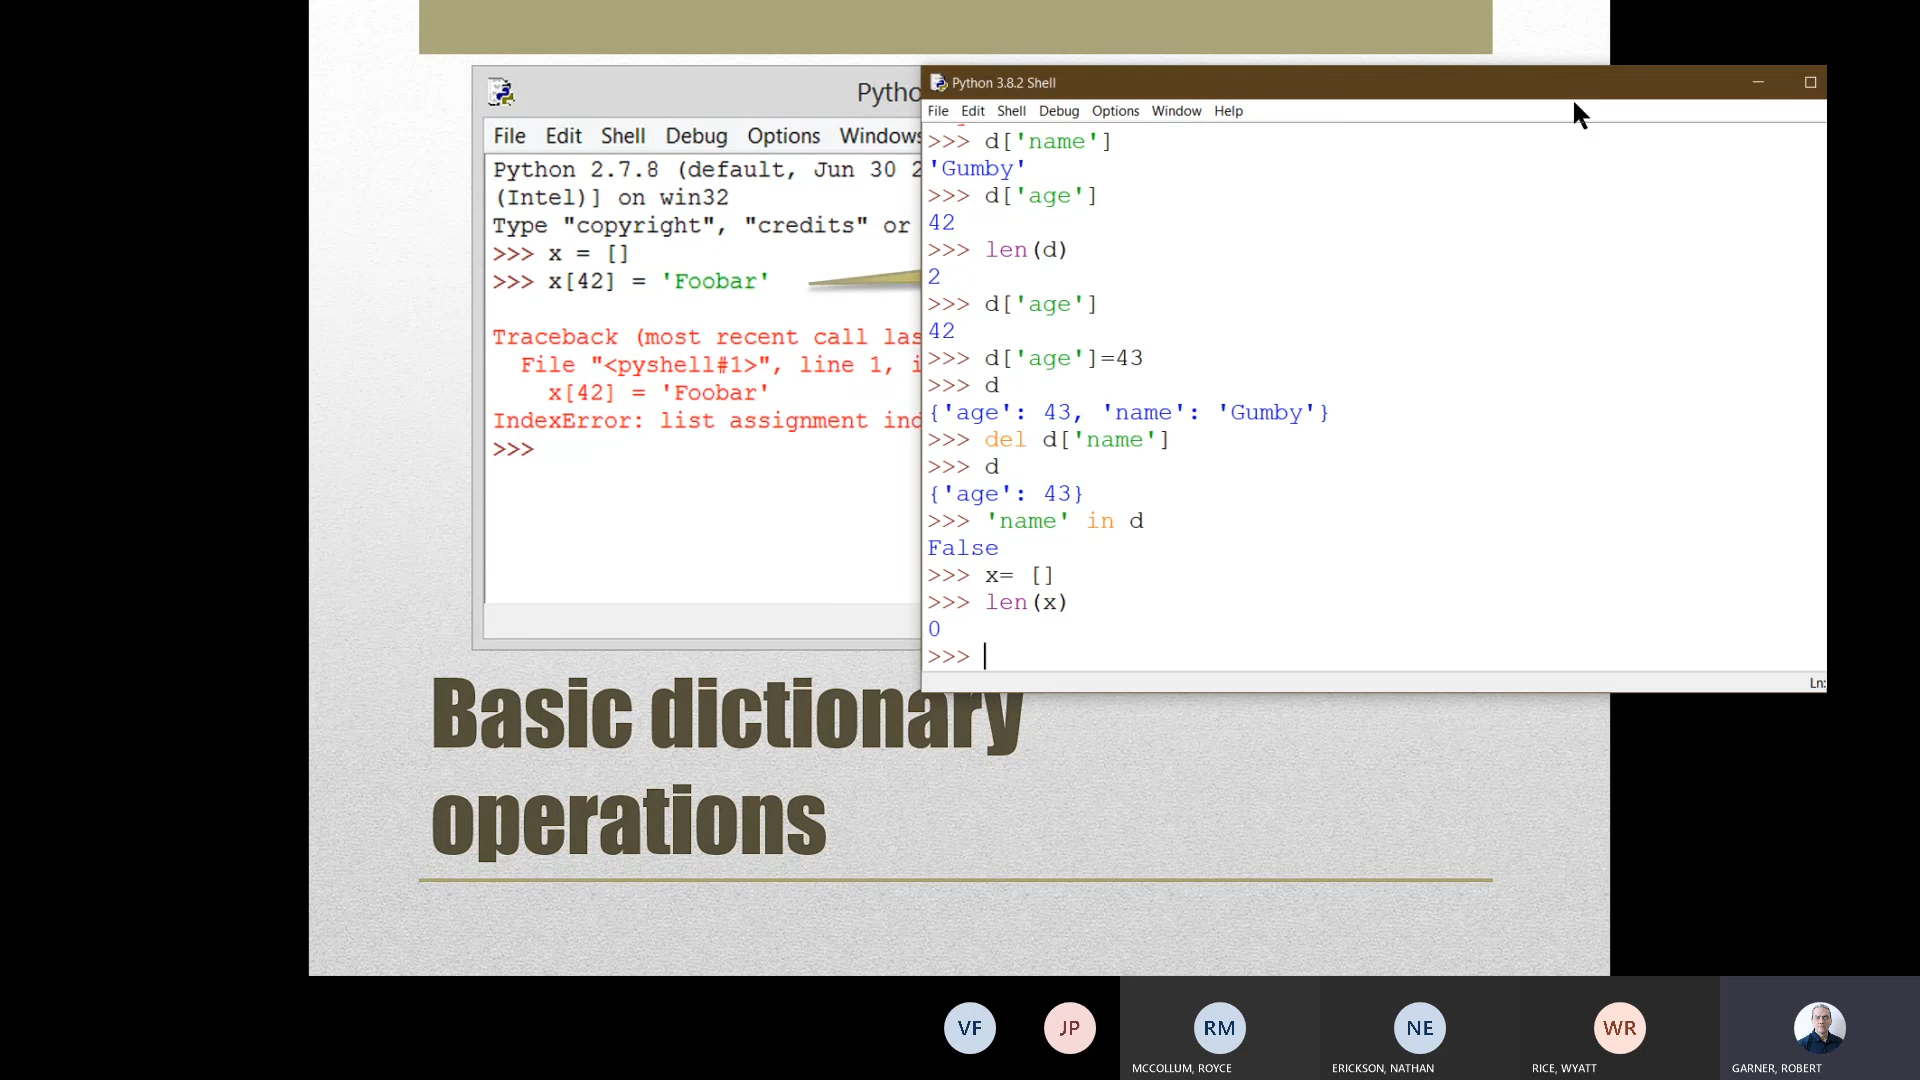 Pytho
File Edit Shell Debug Options Windows
Python 2.7.8 (default, Jun 30 2
(Intel)] on win32
Type "copyright", "credits" or
>>> x = []
>>> x[42] = 'Foobar'
Traceback (most recent call las
File "<pyshell#1>", line 1, i
x[42] = 'Foobar'
IndexError: list assignment ind
>>>
Python 3.8.2 Shell
File Edit Shell Debug Options Window Help
>>> d['name']
'Gumby'
>>> d['age']
42
>>> len(d)
2
>>> d['age']
42
>>> d['age']=43
>>> d
{'age': 43, 'name': 'Gumby'}
>>> del d['name']
>>> d
{'age': 43}
>>> 'name' in d
False
>>> x= []
>>> len(x)
0
>>>
Ln:
Basic dictionary
operations
VF
JP
RM
NE
WR
MCCOLLUM, ROYCE
ERICKSON, NATHAN
RICE, WYATT
GARNER, ROBERT